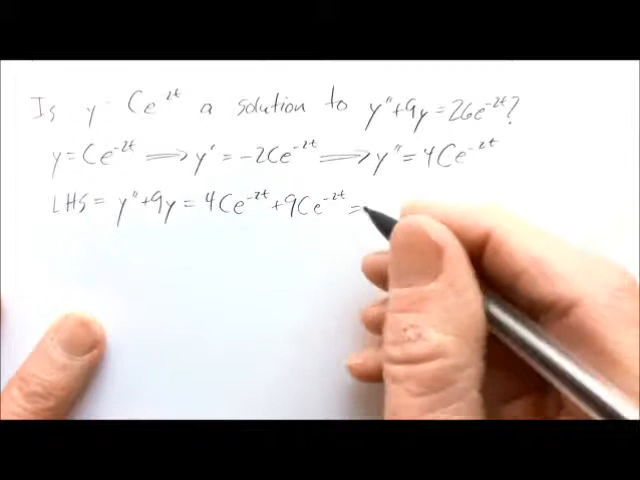 Is y = Ce^-2t a solution to y"+9y=26e^-2t?
y=Ce^-2t ⟹ y'=-2Ce^-2t ⟹ y"=4Ce^-2t
LHS= y"+9y=4Ce^-2t+9Ce^-2t=